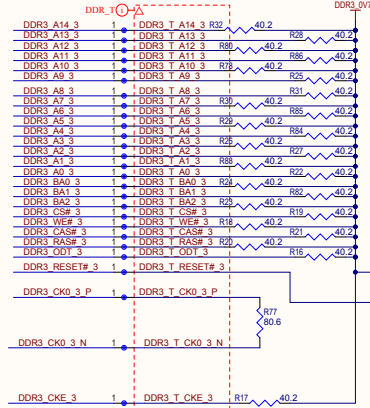 DDR3_0V7
DDR_T i
DDR3_A14_3 1 DDR3_T_A14_3 R32 40.2
DDR3_A13_3 1 DDR3_T_A13_3 R28 40.2
DDR3_A12_3 1 DDR3_T_A12_3 R80 40.2
DDR3_A11_3 1 DDR3_T_A11_3 R86 40.2
DDR3_A10_3 1 DDR3_T_A10_3 R78 40.2
DDR3_A9_3 1 DDR3_T_A9_3 R25 40.2
DDR3_A8_3 1 DDR3_T_A8_3 R31 40.2
DDR3_A7_3 1 DDR3_T_A7_3 R30 40.2
DDR3_A6_3 1 DDR3_T_A6_3 R85 40.2
DDR3_A5_3 1 DDR3_T_A5_3 R29 40.2
DDR3_A4_3 1 DDR3_T_A4_3 R84 40.2
DDR3_A3_3 1 DDR3_T_A3_3 R26 40.2
DDR3_A2_3 1 DDR3_T_A2_3 R27 40.2
DDR3_A1_3 1 DDR3_T_A1_3 R88 40.2
DDR3_A0_3 1 DDR3_T_A0_3 R22 40.2
DDR3_BA0_3 1 DDR3_T_BA0_3 R24 40.2
DDR3_BA1_3 1 DDR3_T_BA1_3 R82 40.2
DDR3_BA2_3 1 DDR3_T_BA2_3 R23 40.2
DDR3_CS#_3 1 DDR3_T_CS#_3 R19 40.2
DDR3_WE#_3 1 DDR3_T_WE#_3 R18 40.2
DDR3_CAS#_3 1 DDR3_T_CAS#_3 R21 40.2
DDR3_RAS#_3 1 DDR3_T_RAS#_3 R20 40.2
DDR3_ODT_3 1 DDR3_T_ODT_3 R16 40.2
DDR3_RESET#_3 1 DDR3_T_RESET#_3
DDR3_CK0_3_P 1 DDR3_T_CK0_3_P
R77
80.6
DDR3_CK0_3_N 1 DDR3_T_CK0_3_N
DDR3_CKE_3 1 DDR3_T_CKE_3 R17 40.2